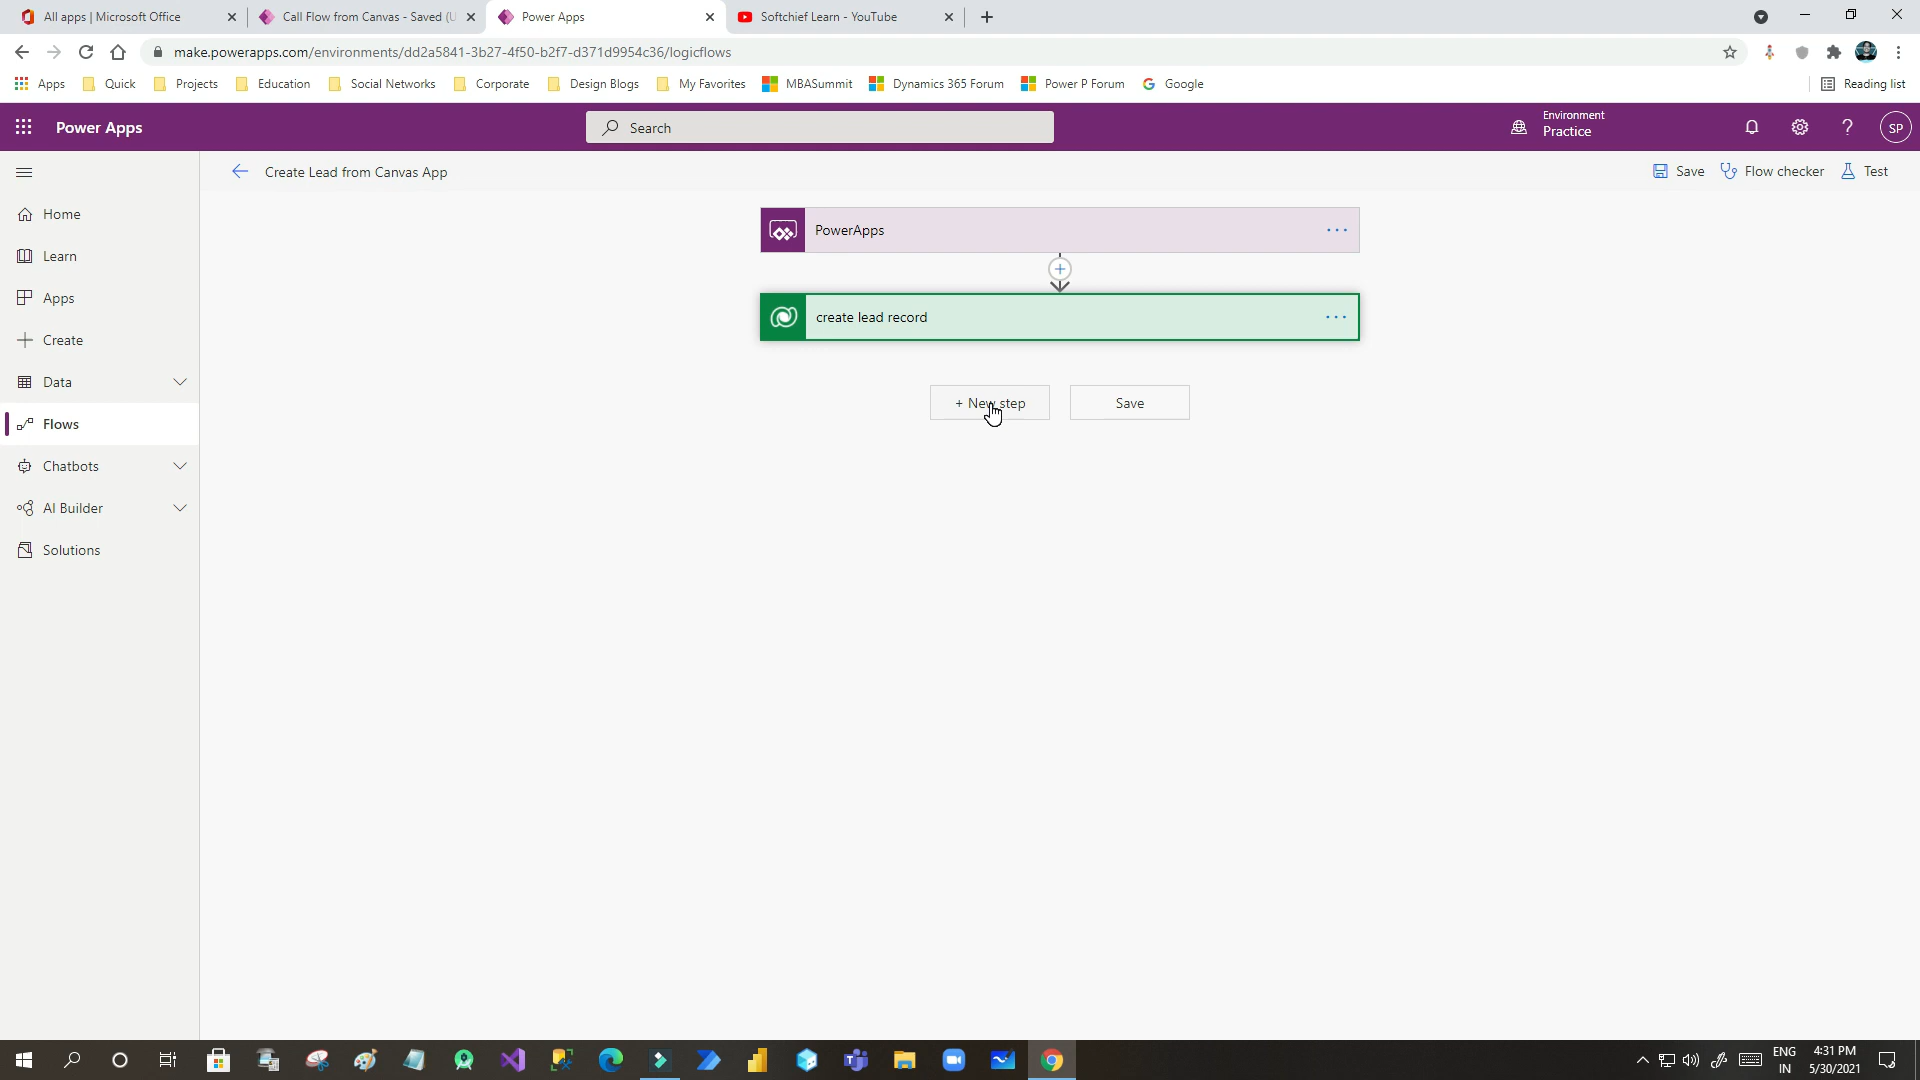 All apps | Microsoft Office
Call Flow from Canvas - Saved (U
Power Apps
Softchief Learn - YouTube
make.powerapps.com/environments/dd2a5841-3b27-4f50-b2f7-d371d9954c36/logicflows
Apps
Quick
Projects
Education
Social Networks
Corporate
Design Blogs
My Favorites
MBASummit
Dynamics 365 Forum
Power P Forum
Google
Reading list
Power Apps
Search
Environment
Practice
SP
Create Lead from Canvas App
Save
Flow checker
Test
Home
Learn
Apps
Create
Data
Flows
Chatbots
AI Builder
Solutions
PowerApps
create lead record
+ New step
Save
ENG
IN
4:31 PM
5/30/2021